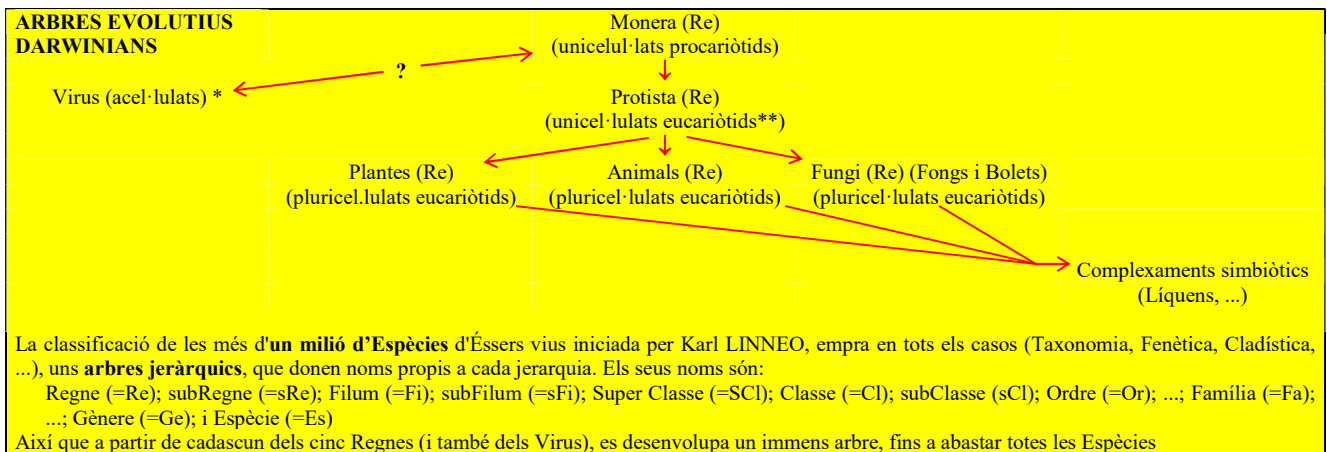 ARBRES EVOLUTIUS
DARWINIANS
Monera (Re)
(unicelul·lats procariòtids)
?
Virus (acel·lulats) *
Protista (Re)
(unicel·lulats eucariòtids**)
Plantes (Re)
(pluricel.lulats eucariòtids)
Animals (Re)
(pluricel·lulats eucariòtids)
Fungi (Re) (Fongs i Bolets)
(pluricel·lulats eucariòtids)
Complexaments simbiòtics
(Líquens, ...)
La classificació de les més d'un milió d’Espècies d'Éssers vius iniciada per Karl LINNEO, empra en tots els casos (Taxonomia, Fenètica, Cladística,
...), uns arbres jeràrquics, que donen noms propis a cada jerarquia. Els seus noms són:
Regne (=Re); subRegne (=sRe); Filum (=Fi); subFilum (=sFi); Super Classe (=SCl); Classe (=Cl); subClasse (sCl); Ordre (=Or); ...; Família (=Fa);
...; Gènere (=Ge); i Espècie (=Es)
Així que a partir de cadascun dels cinc Regnes (i també dels Virus), es desenvolupa un immens arbre, fins a abastar totes les Espècies